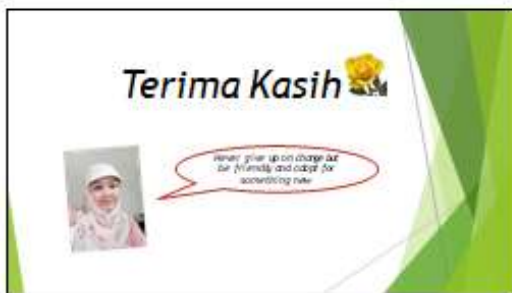 Terima Kasih
Never give up on change but
be friendly and adapt for
something new